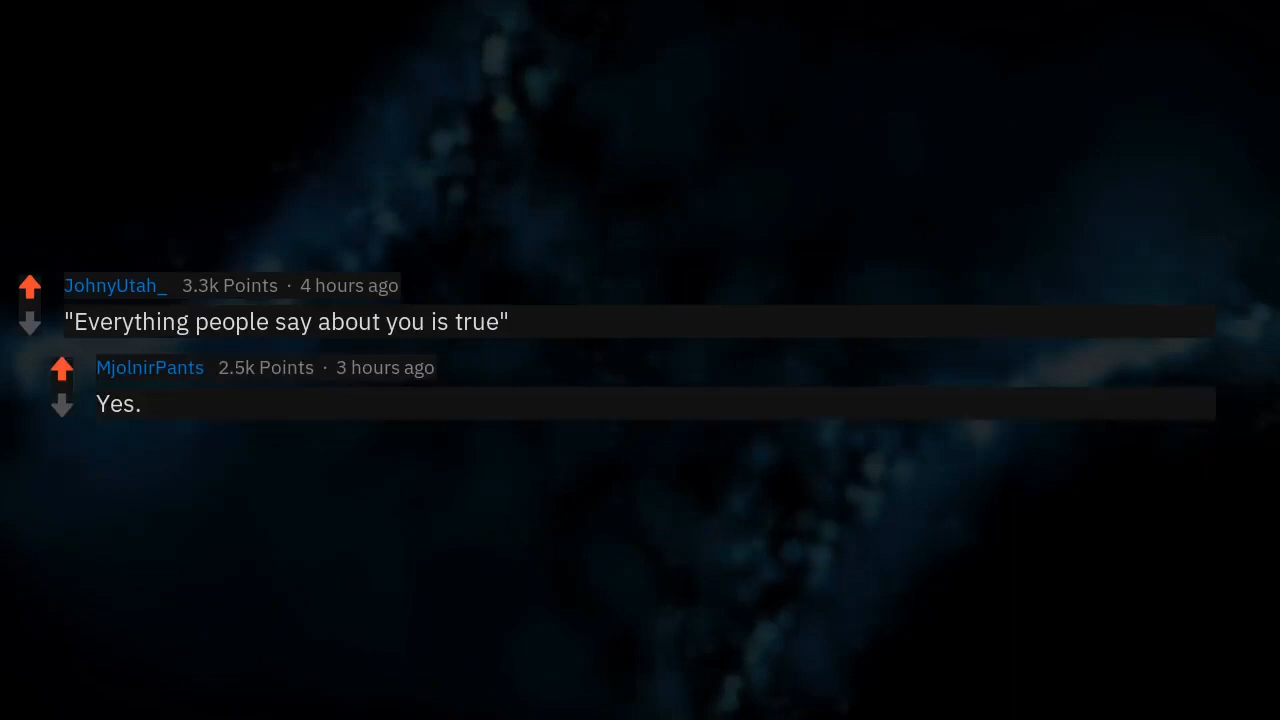 JohnyUtah_ 3.3k Points · 4 hours ago
"Everything people say about you is true"
MjolnirPants 2.5k Points · 3 hours ago
Yes.